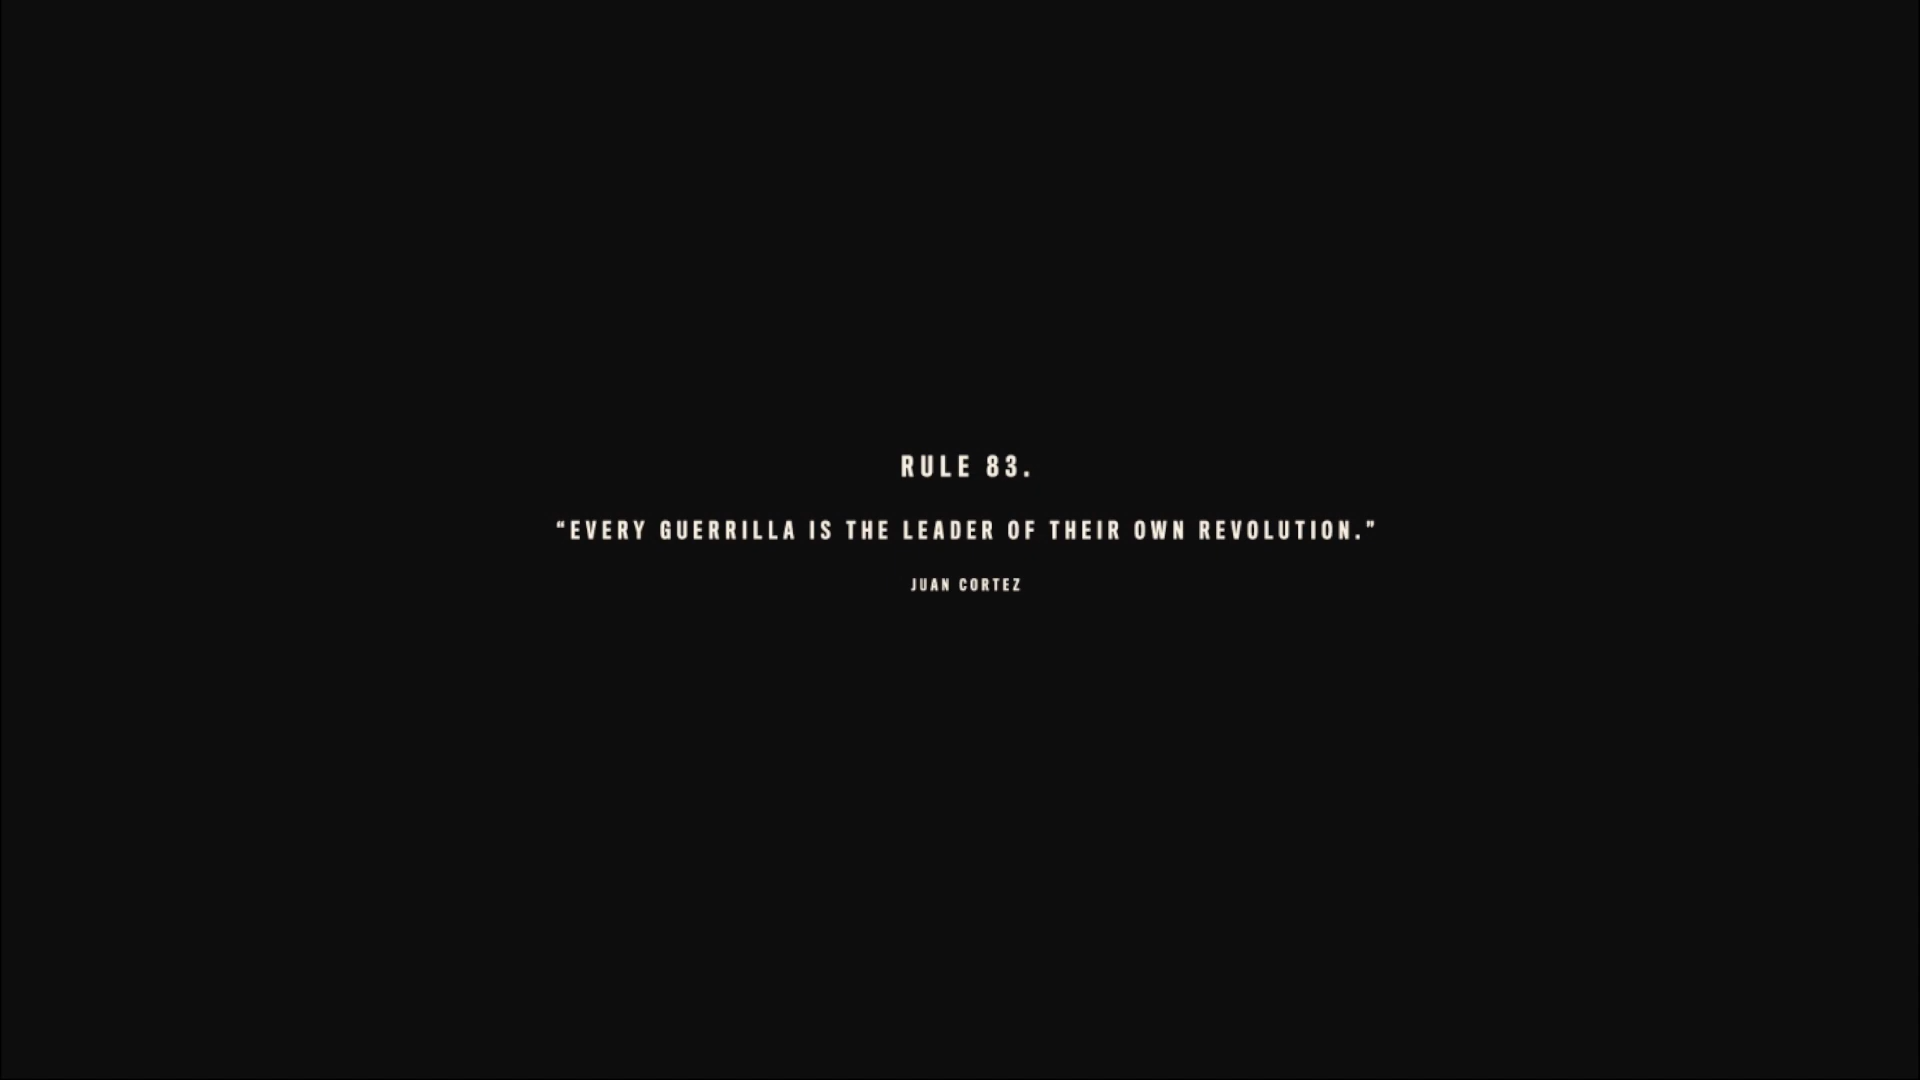 RULE 83.
“EVERY GUERRILLA IS THE LEADER OF THEIR OWN REVOLUTION.”
JUAN CORTEZ